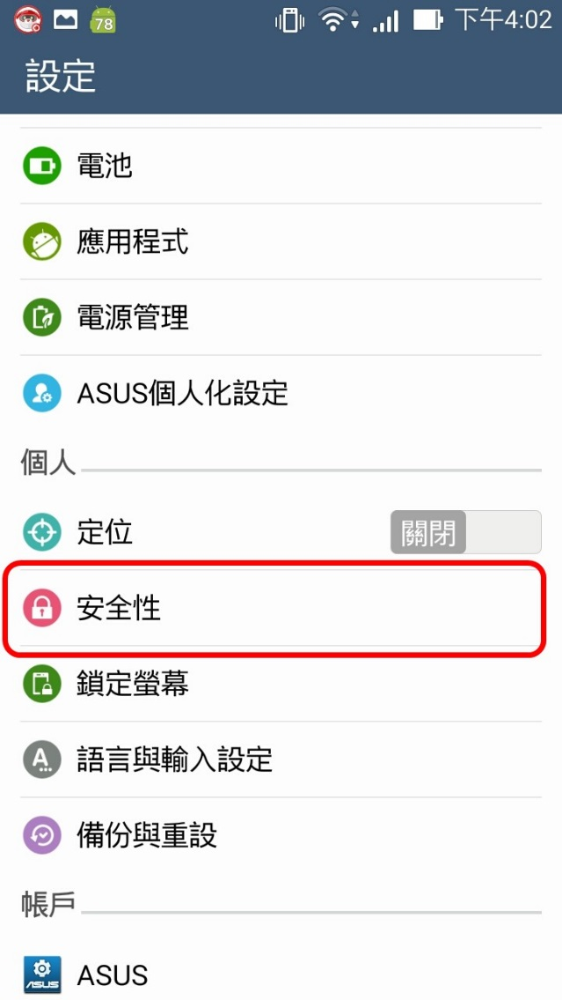 78
下午4:02
設定
電池
應用程式
電源管理
ASUS個人化設定
個人
定位
關閉
安全性
鎖定螢幕
A
語言與輸入設定
備份與重設
帳戶
ASUS
ASUS